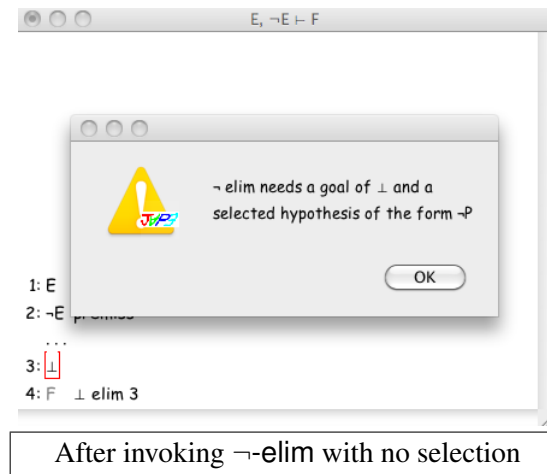 E, ¬E ⊢ F
¬ elim needs a goal of ⊥ and a
selected hypothesis of the form ¬P
OK
1: E
2: ¬E premiss
...
3: ⊥
4: F ⊥ elim 3
After invoking ¬-elim with no selection